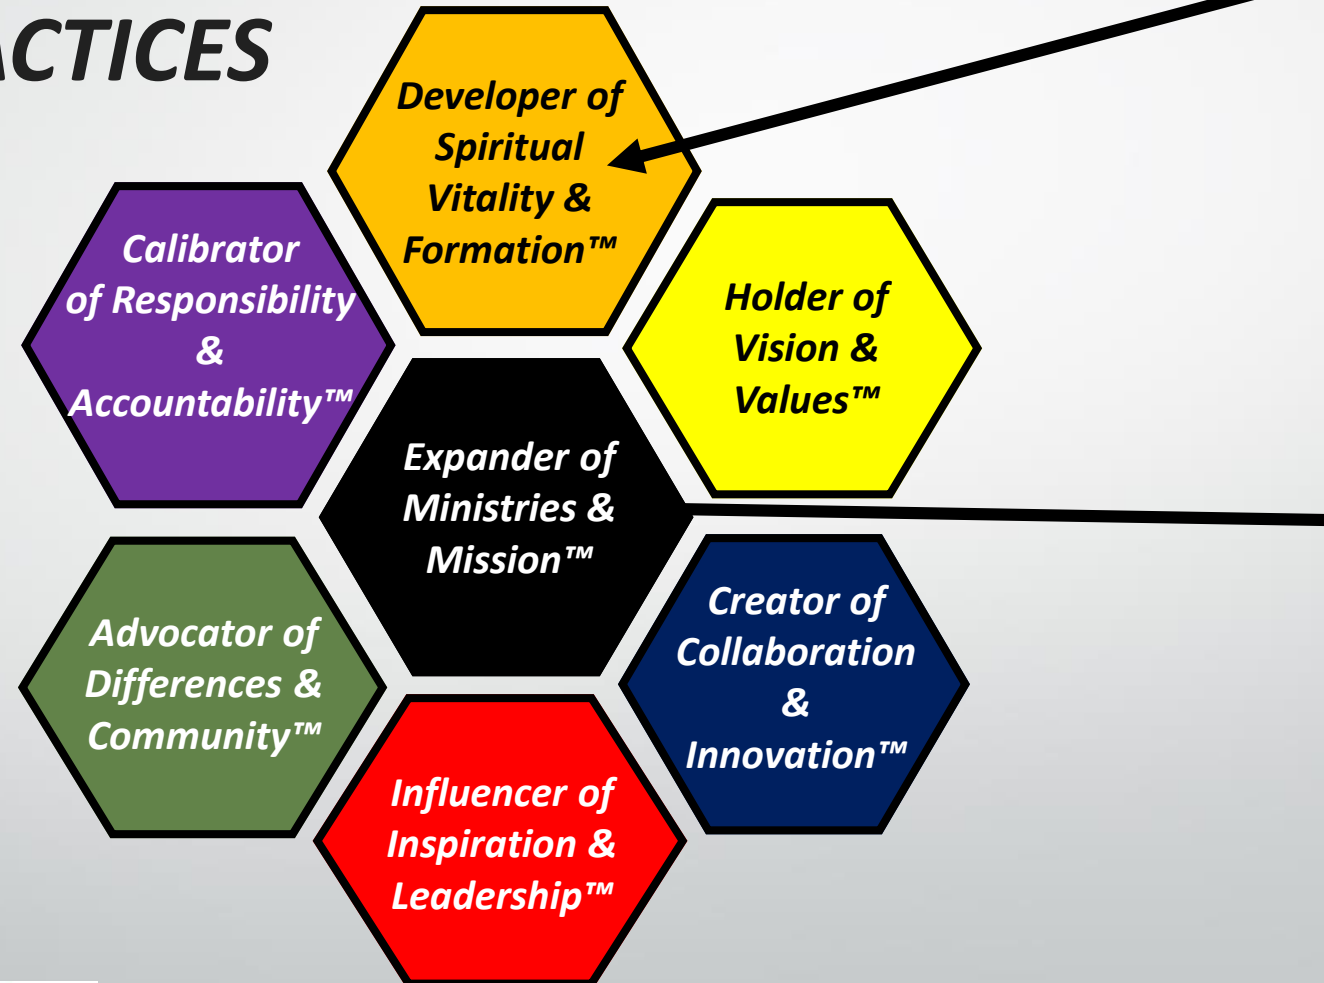 ACTICES
Developer of
Spiritual
Vitality &
Formation™
Calibrator
of Responsibility
&
Accountability™
Holder of
Vision &
Values™
Expander of
Ministries &
Mission™
Advocator of
Differences &
Community™
Creator of
Collaboration
&
Innovation™
Influencer of
Inspiration &
Leadership™